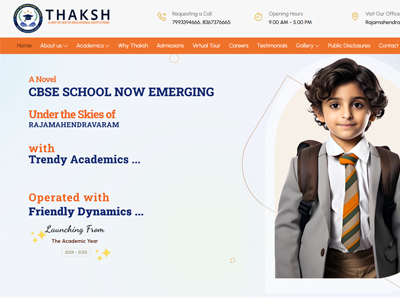 THAKSH
Requesting a Call:
7993394666, 8367376665
Opening Hours
9:00 AM - 5:00 PM
Visit Our Office
Rajamahendra
Home About us Academics Why Thaksh Admissions Virtual Tour Careers Testimonials Gallery Public Disclosures Contact
A Novel
CBSE SCHOOL NOW EMERGING
Under the Skies of
RAJAMAHENDRAVARAM
with
Trendy Academics ...
Operated with
Friendly Dynamics ...
Launching From
The Academic Year
2024 - 2025